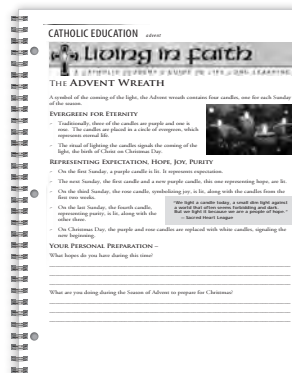 CATHOLIC EDUCATION advent
Living in Faith
A CATHOLIC ACADEMY'S GUIDE TO LIFE-LONG LEARNING
THE ADVENT WREATH
A symbol of the coming of the light, the Advent wreath contains four candles, one for each Sunday
of the season.
EVERGREEN FOR ETERNITY
- Traditionally, three of the candles are purple and one is
rose. The candles are placed in a circle of evergreen, which
represents eternal life.
- The ritual of lighting the candles signals the coming of the
light, the birth of Christ on Christmas Day.
REPRESENTING EXPECTATION, HOPE, JOY, PURITY
- On the first Sunday, a purple candle is lit. It represents expectation.
- The next Sunday, the first candle and a new purple candle, this one representing hope, are lit.
- On the third Sunday, the rose candle, symbolizing joy, is lit, along with the candles from the
first two weeks.
- On the last Sunday, the fourth candle,
representing purity, is lit, along with the
other three.
"We light a candle today, a small dim light against
a world that often seems forbidding and dark.
But we light it because we are a people of hope."
– Sacred Heart League
- On Christmas Day, the purple and rose candles are replaced with white candles, signaling the
new beginning.
YOUR PERSONAL PREPARATION –
What hopes do you have during this time?
What are you doing during the Season of Advent to prepare for Christmas?